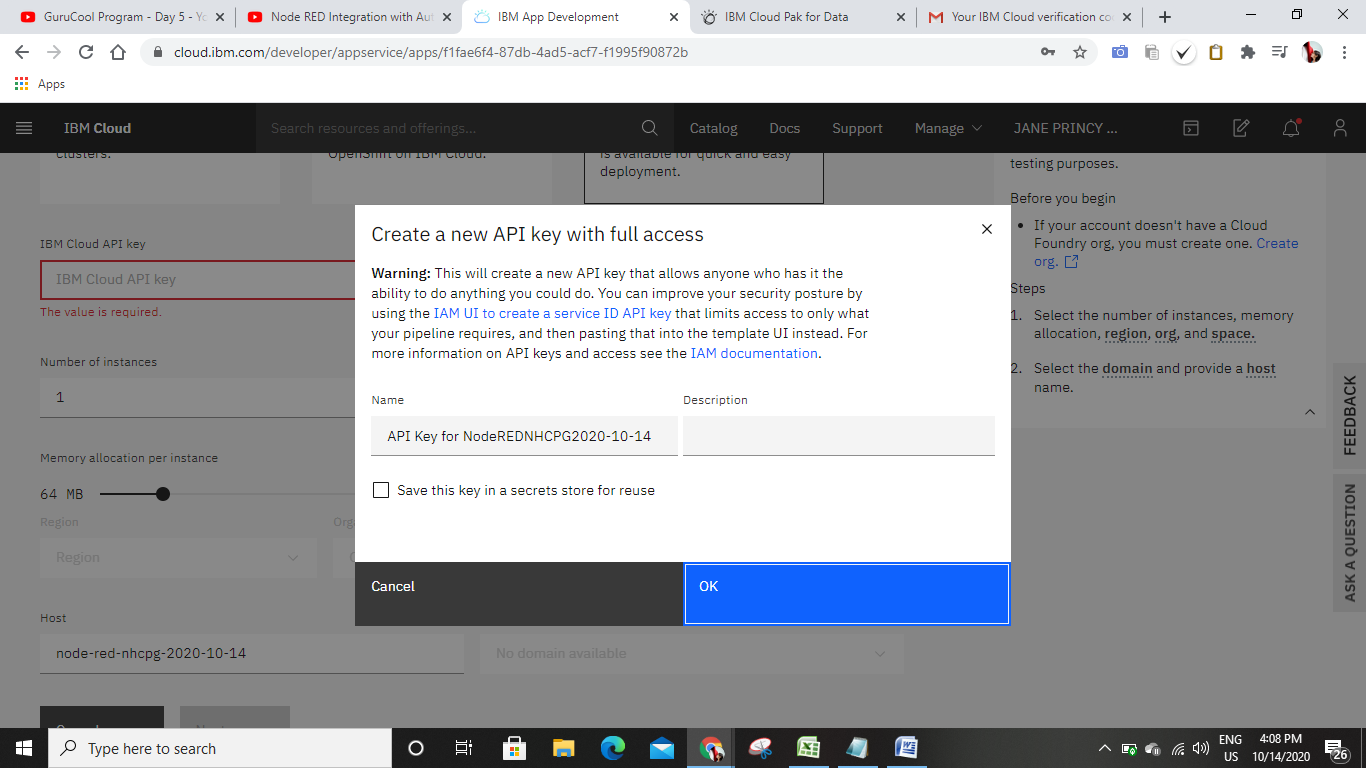 GuruCool Program - Day 5 - Yo
Node RED Integration with Aut
IBM App Development
IBM Cloud Pak for Data
Your IBM Cloud verification co
cloud.ibm.com/developer/appservice/apps/f1fae6f4-87db-4ad5-acf7-f1995f90872b
Apps
IBM Cloud
Search resources and offerings...
Catalog
Docs
Support
Manage
JANE PRINCY ...
clusters.
OpenShift on IBM Cloud.
is available for quick and easy
deployment.
testing purposes.
Before you begin
• If your account doesn't have a Cloud
Foundry org, you must create one. Create
org.
Steps
1. Select the number of instances, memory
allocation, region, org, and space.
2. Select the domain and provide a host
name.
FEEDBACK
ASK A QUESTION
IBM Cloud API key
IBM Cloud API key
The value is required.
Number of instances
1
Memory allocation per instance
64 MB
Region
Region
Host
node-red-nhcpg-2020-10-14
No domain available
Create a new API key with full access
Warning: This will create a new API key that allows anyone who has it the
ability to do anything you could do. You can improve your security posture by
using the IAM UI to create a service ID API key that limits access to only what
your pipeline requires, and then pasting that into the template UI instead. For
more information on API keys and access see the IAM documentation.
Name
Description
API Key for NodeREDNHCPG2020-10-14
Save this key in a secrets store for reuse
Cancel
OK
Type here to search
ENG
US
4:08 PM
10/14/2020
26